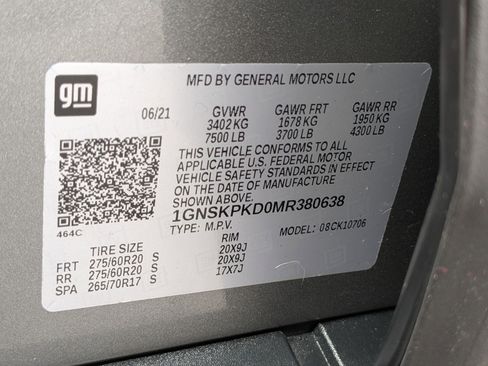 gm
MFD BY GENERAL MOTORS LLC
06/21 GVWR GAWR FRT GAWR RR
3402 KG 1678 KG 1950 KG
7500 LB 3700 LB 4300 LB
THIS VEHICLE CONFORMS TO ALL
APPLICABLE U.S. FEDERAL MOTOR
VEHICLE SAFETY STANDARDS IN EFFECT
ON THE DATE OF MANUFACTURE
SHOWN ABOVE.
464C 1GNSKPKD0MR380638
TYPE: M.P.V. MODEL: 08CK10706
TIRE SIZE RIM
FRT 275/60R20 S 20X9J
RR 275/60R20 S 20X9J
SPA 265/70R17 S 17X7J